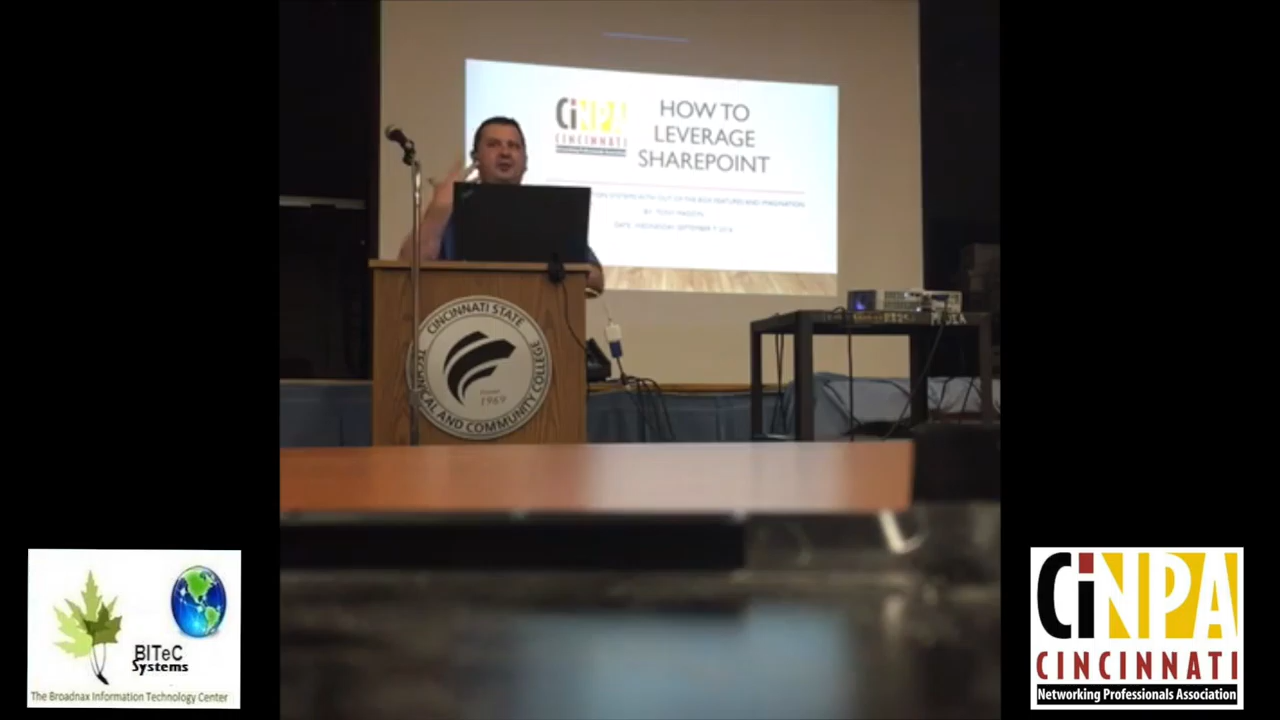 CiNPA
CINCINNATI
HOW TO
LEVERAGE
SHAREPOINT
CINCINNATI STATE
TECHNICAL AND COMMUNITY COLLEGE
1969
BITeC
Systems
The Broadnax Information Technology Center
CiNPA
CINCINNATI
Networking Professionals Association